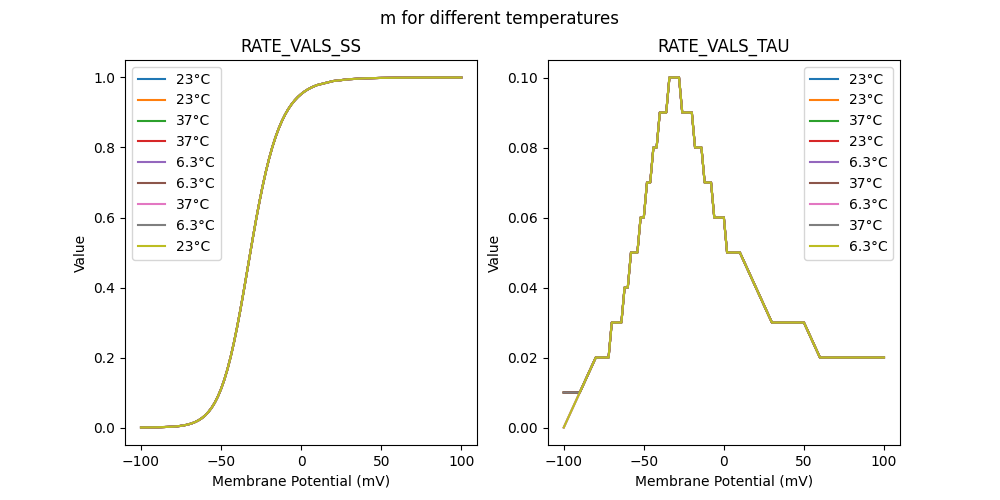 m for different temperatures
RATE_VALS_SS
1.0
0.8
0.6
0.4
0.2
0.0
Value
−100
−50
0
50
100
Membrane Potential (mV)
23°C
23°C
37°C
37°C
6.3°C
6.3°C
37°C
6.3°C
23°C
RATE_VALS_TAU
0.10
0.08
0.06
0.04
0.02
0.00
Value
−100
−50
0
50
100
Membrane Potential (mV)
23°C
23°C
37°C
23°C
6.3°C
37°C
6.3°C
37°C
6.3°C